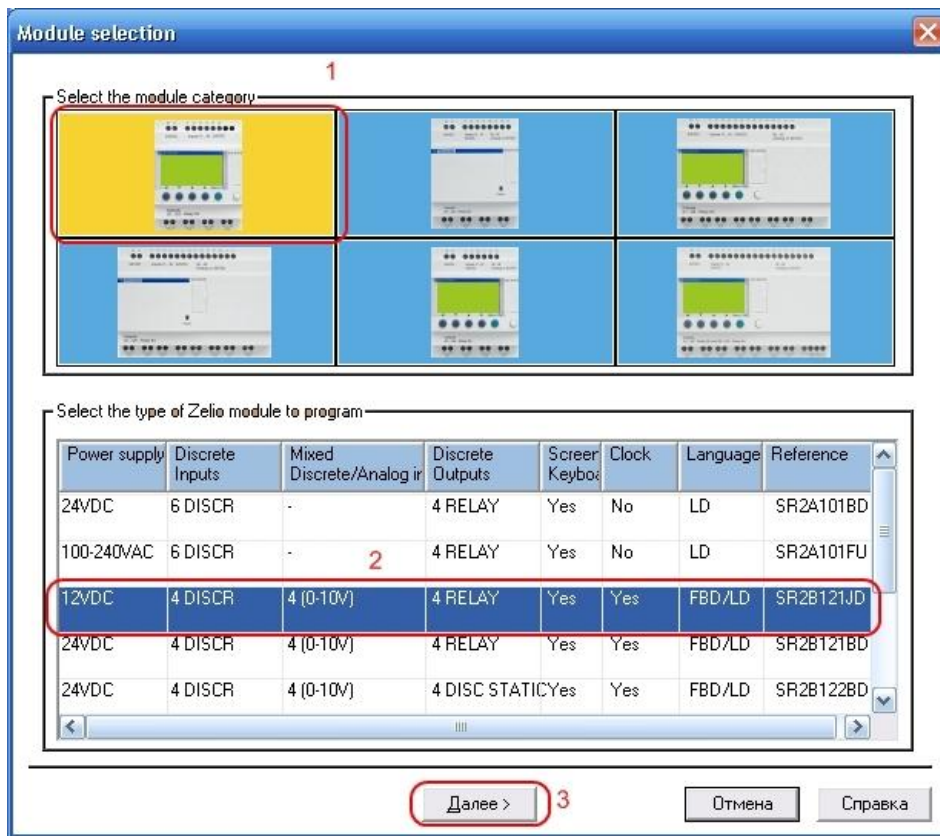 Module selection
1
Select the module category
Select the type of Zelio module to program
Power supply Discrete Inputs Mixed Discrete/Analog ir Discrete Outputs Screen Keyboa Clock Language Reference
24VDC 6 DISCR - 4 RELAY Yes No LD SR2A101BD
100-240VAC 6 DISCR - 4 RELAY Yes No LD SR2A101FU
2
12VDC 4 DISCR 4 (0-10V) 4 RELAY Yes Yes FBD/LD SR2B121JD
24VDC 4 DISCR 4 (0-10V) 4 RELAY Yes Yes FBD/LD SR2B121BD
24VDC 4 DISCR 4 (0-10V) 4 DISC STATIC Yes Yes FBD/LD SR2B122BD
Далее > 3 Отмена Справка